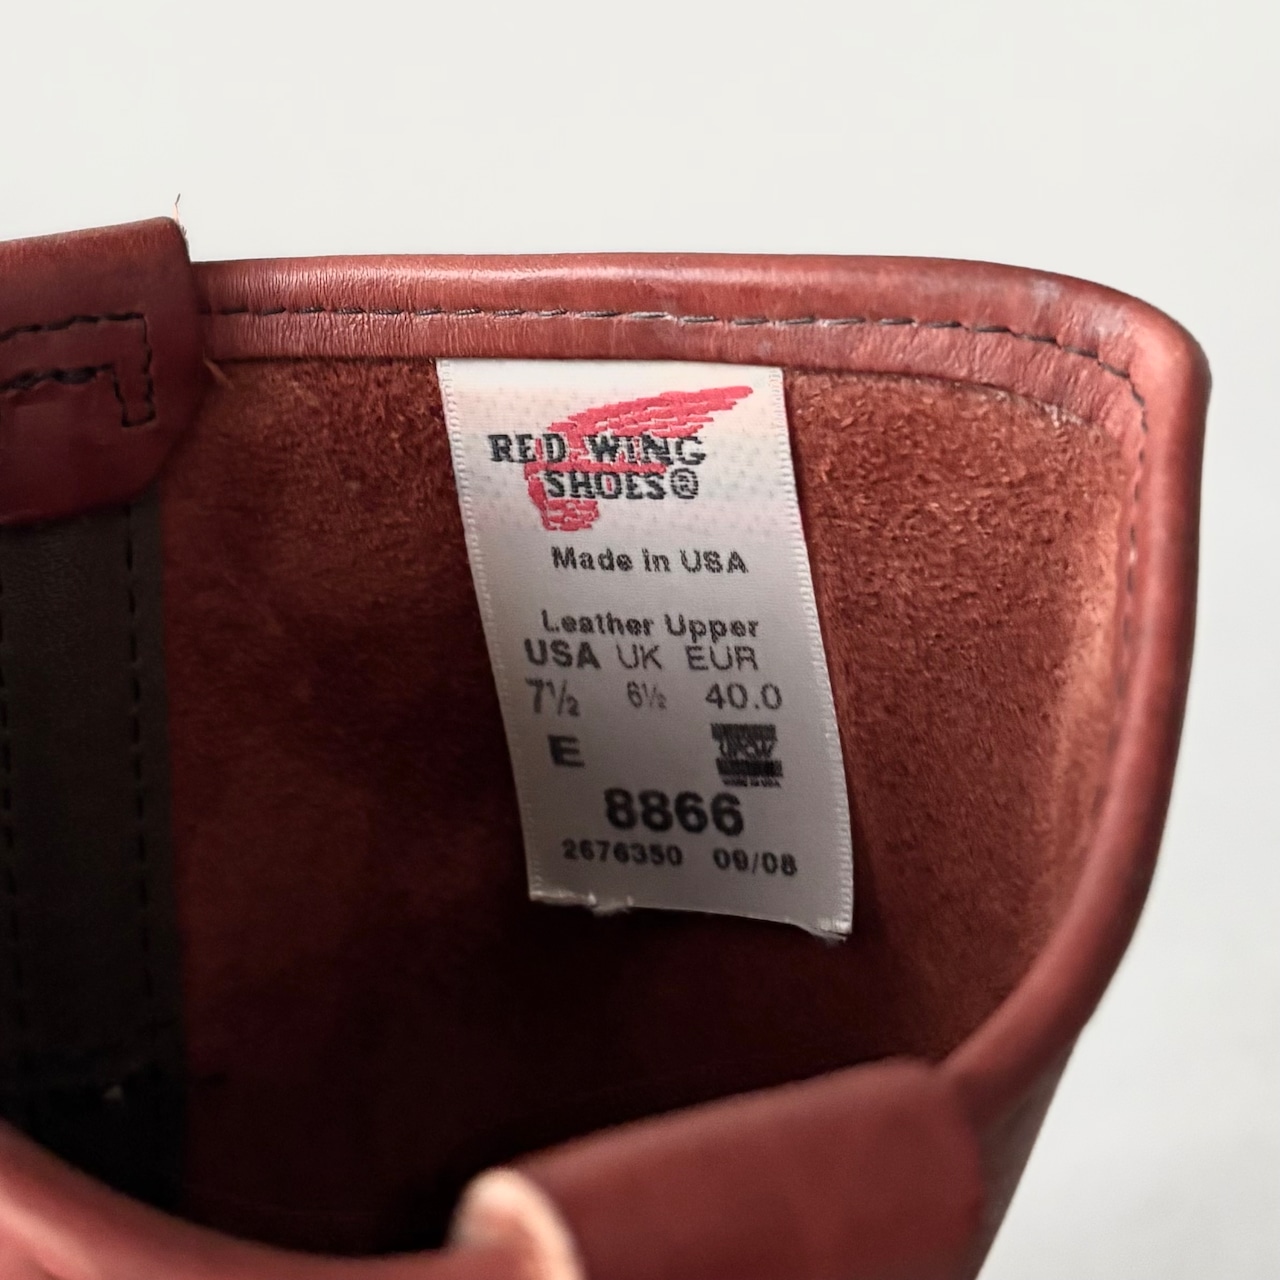 RED WING
SHOES®
Made in USA
Leather Upper
USA UK EUR
7½ 6½ 40.0
E
8866
2676350 09/08